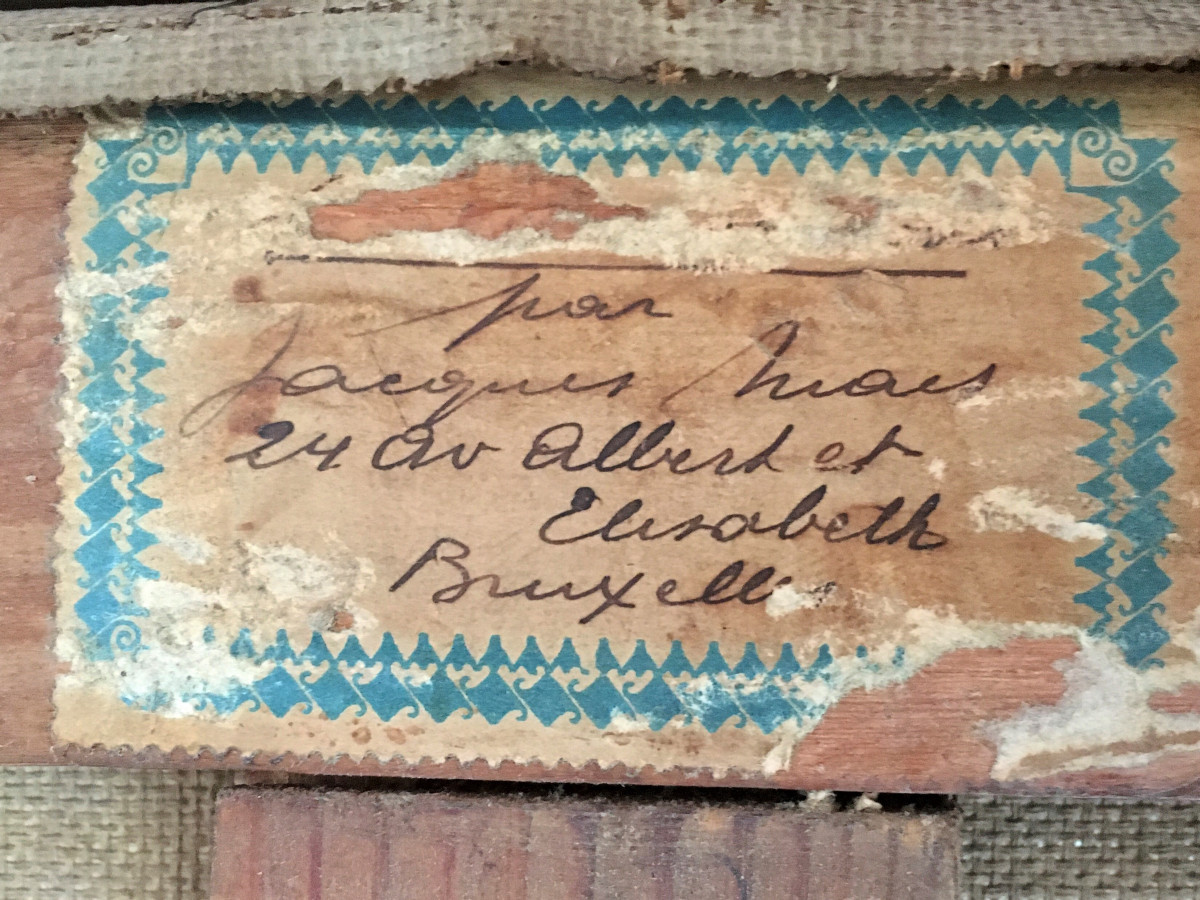 par
Jacques Maes
24 Av Albert et
Elisabeth
Bruxelles